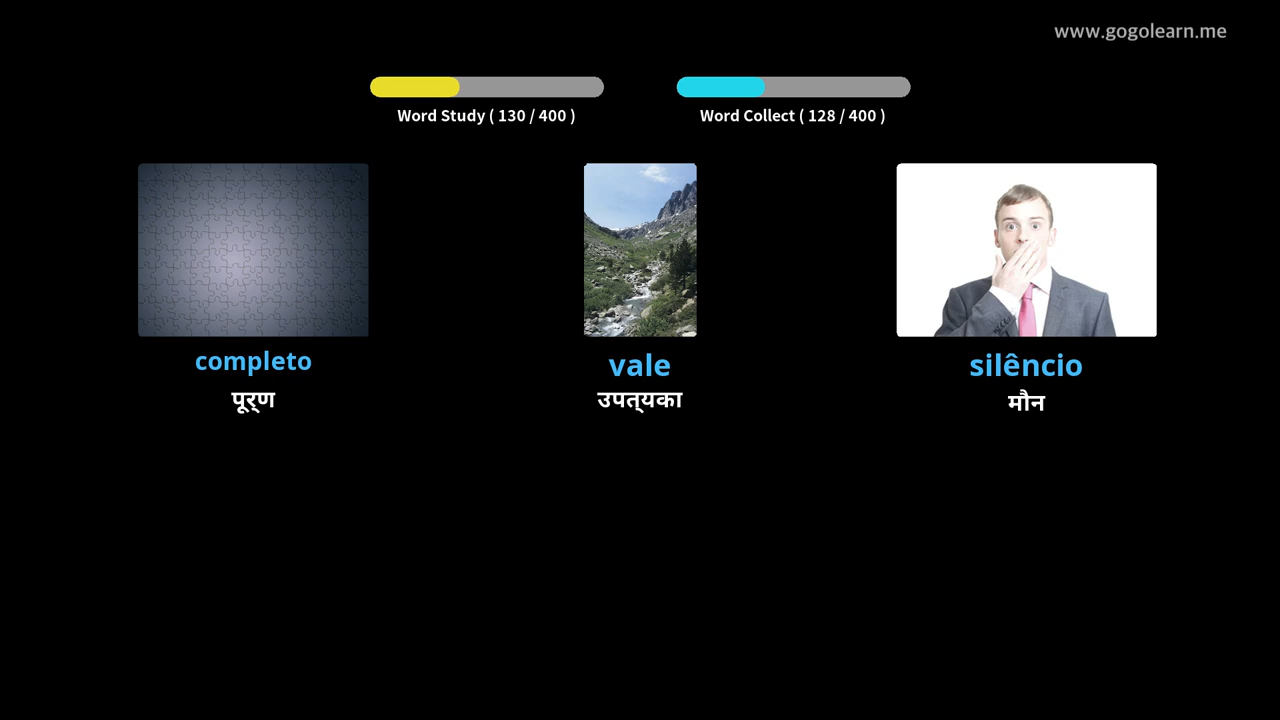 www.gogolearn.me
Word Study ( 130 / 400 )
Word Collect ( 128 / 400 )
completo
vale
silêncio
पूर्ण
उपत्यका
मौन